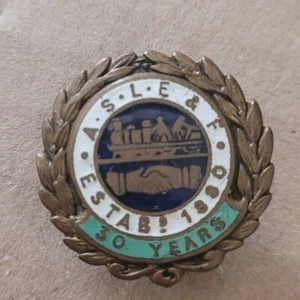 A·S·L·E & F
ESTABD 1880
30 YEARS